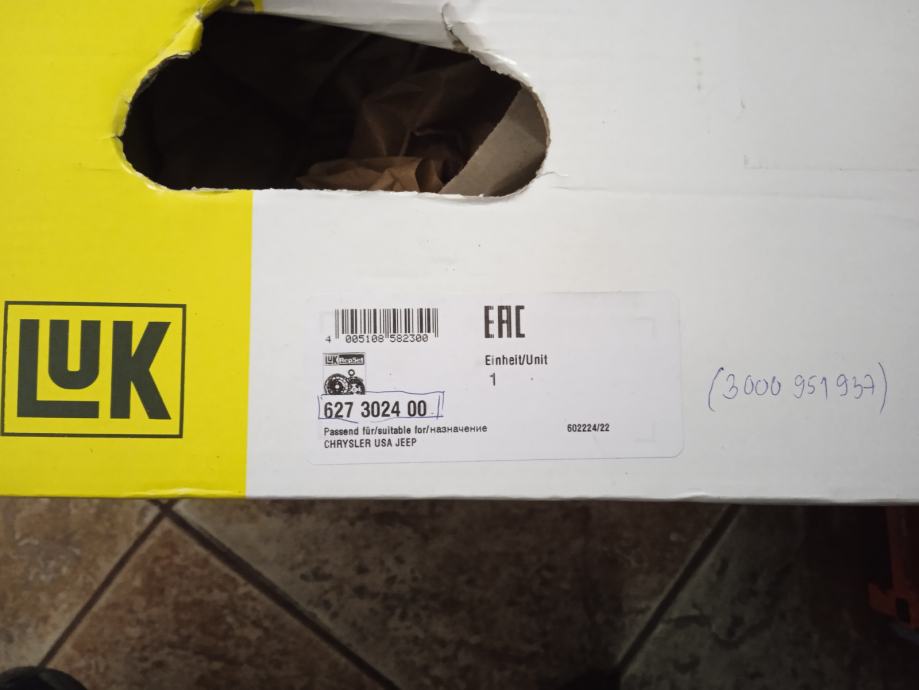 LUK
4 005108 582300
EAC
LUK RepSet
Einheit/Unit
1
627 3024 00
Passend für/suitable for/назначение
CHRYSLER USA JEEP
602224/22
(3000 951 937)